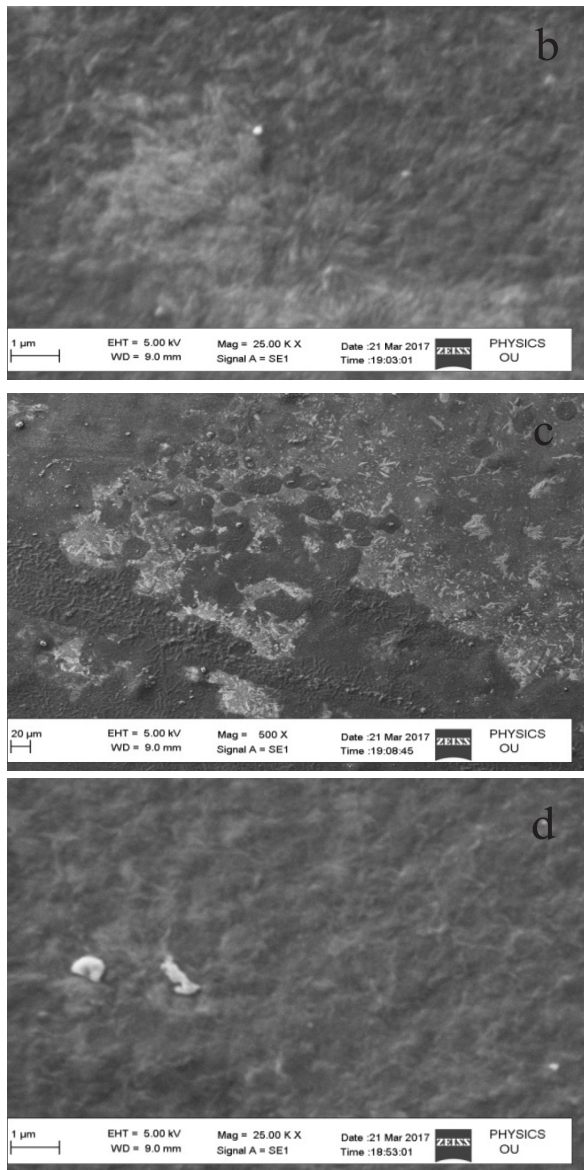 b
1 µm EHT = 5.00 kV Mag = 25.00 K X Date :21 Mar 2017 ZEISS PHYSICS
WD = 9.0 mm Signal A = SE1 Time :19:03:01 OU
c
20 µm EHT = 5.00 kV Mag = 500 X Date :21 Mar 2017 ZEISS PHYSICS
WD = 9.0 mm Signal A = SE1 Time :19:08:45 OU
d
1 µm EHT = 5.00 kV Mag = 25.00 K X Date :21 Mar 2017 ZEISS PHYSICS
WD = 9.0 mm Signal A = SE1 Time :18:53:01 OU